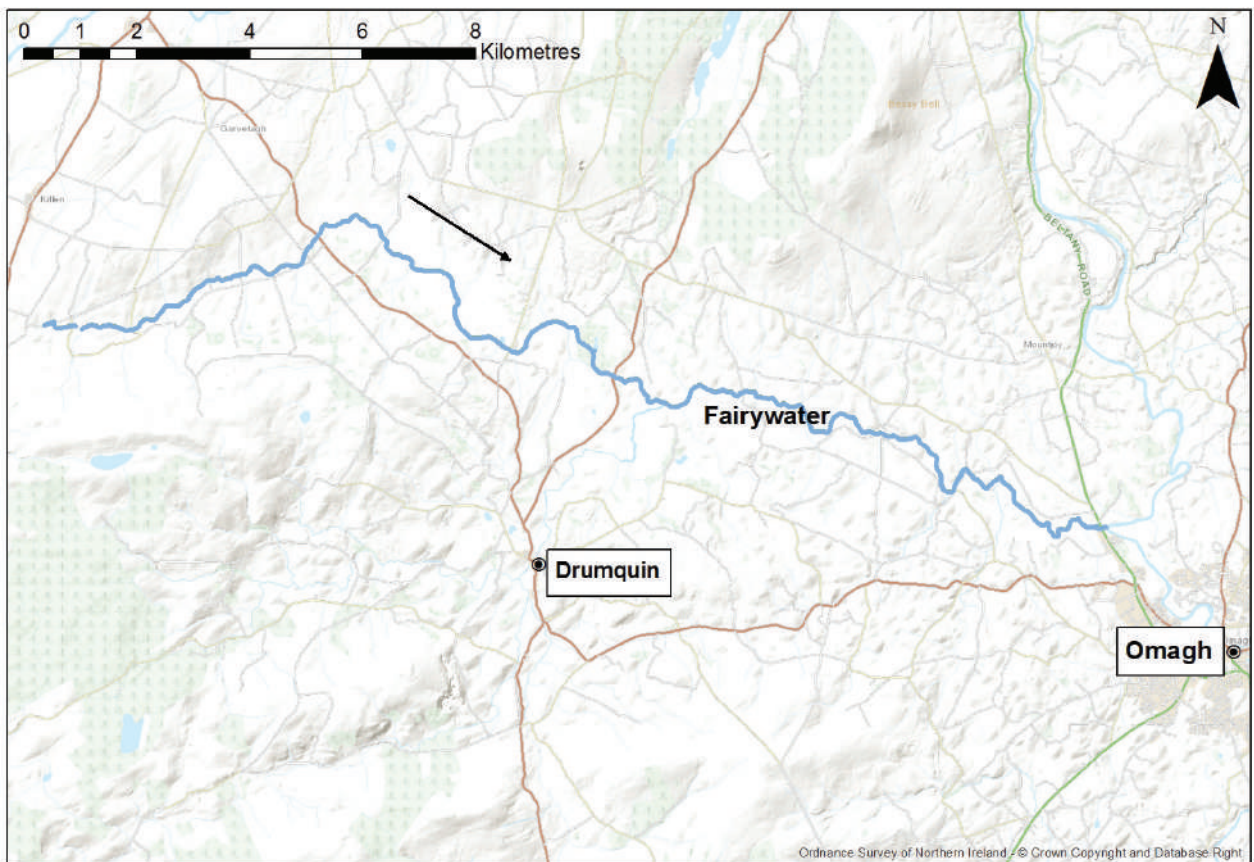 0 1 2 4 6 8
Kilometres
N
Garvetagh
Bessy Bell
Killen
BELTANY ROAD
Mountjoy
Fairywater
Drumquin
Omagh
Ordnance Survey of Northern Ireland - © Crown Copyright and Database Right